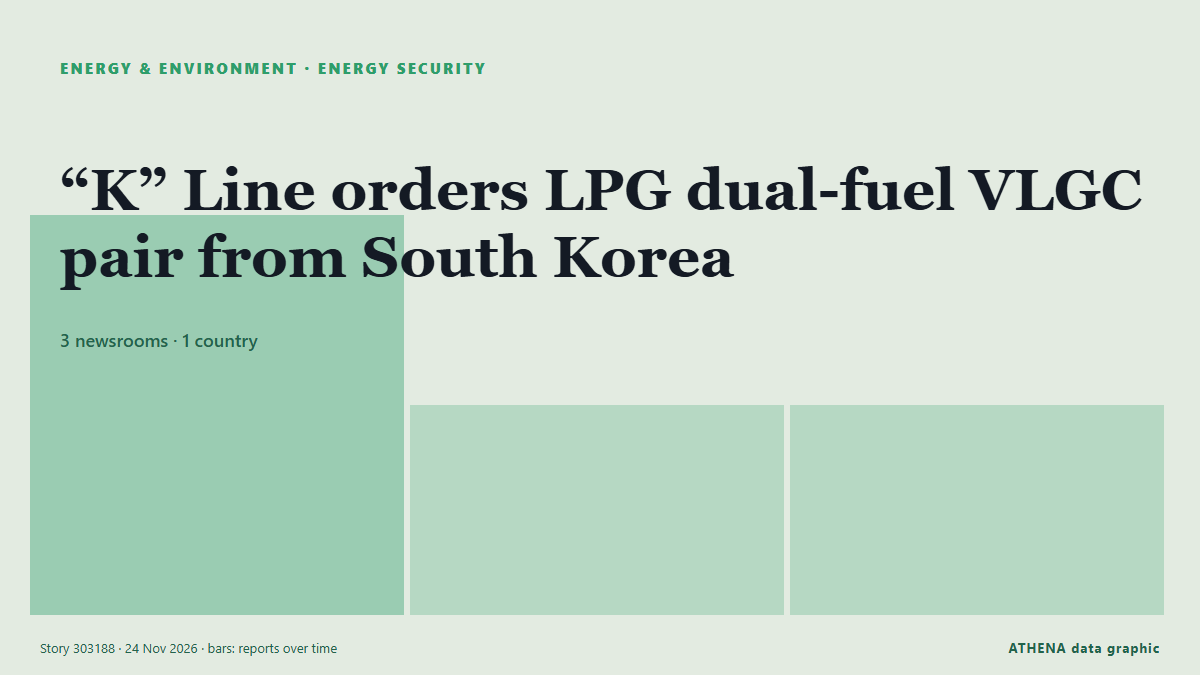 ENERGY & ENVIRONMENT · ENERGY SECURITY
“K” Line orders LPG dual-fuel VLGC
pair from South Korea
3 newsrooms · 1 country
Story 303188 · 24 Nov 2026 · bars: reports over time
ATHENA data graphic